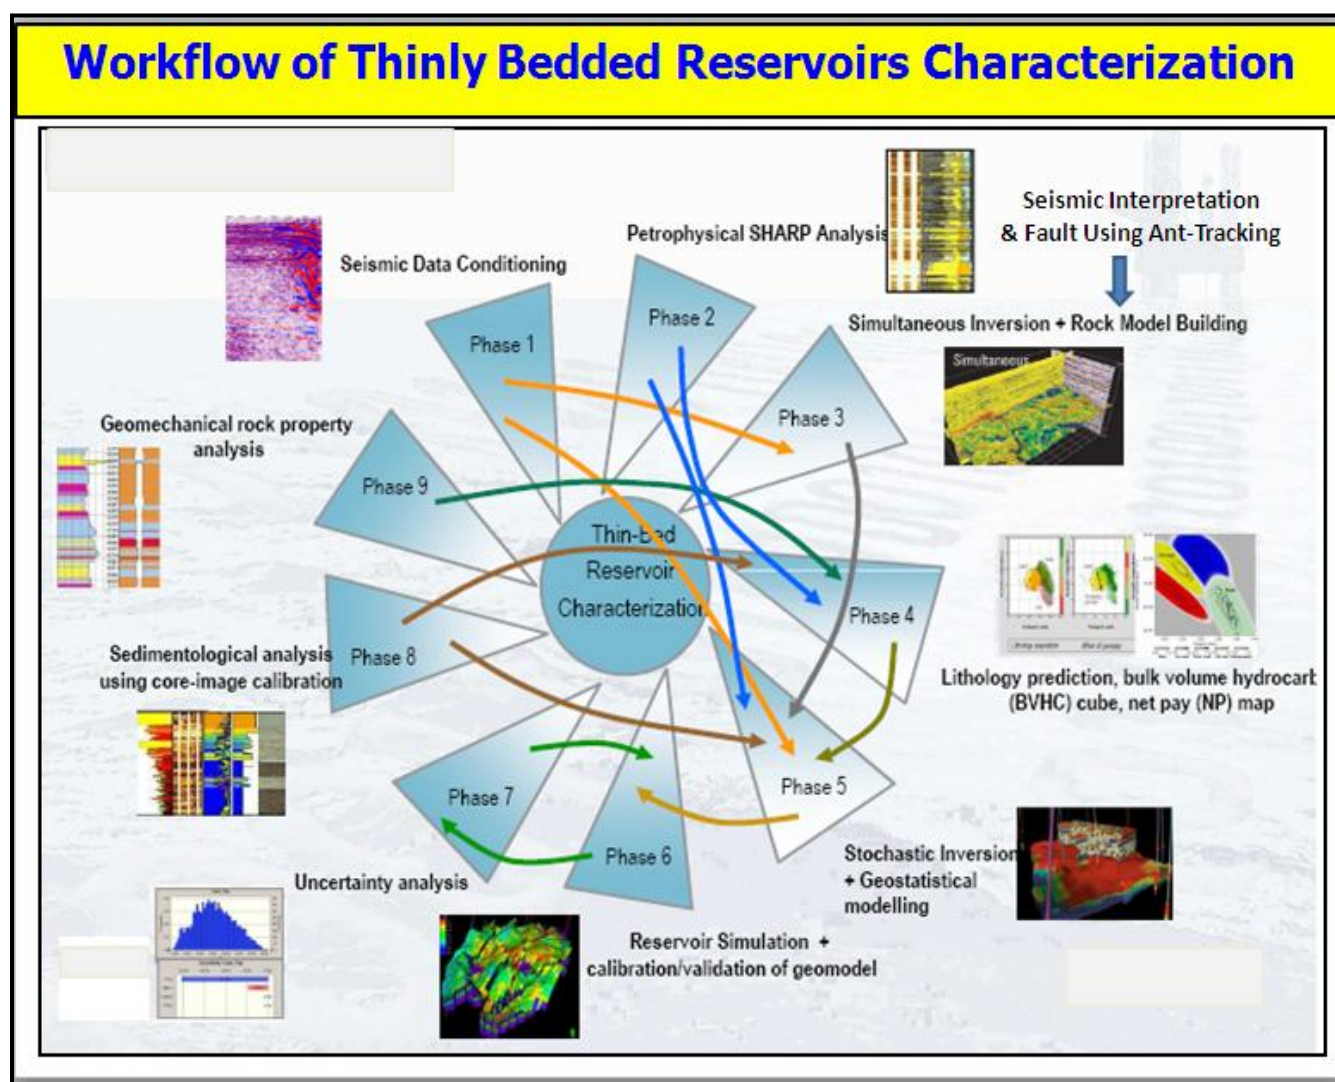 Workflow of Thinly Bedded Reservoirs Characterization
Seismic Interpretation
& Fault Using Ant-Tracking
Petrophysical SHARP Analysis
Seismic Data Conditioning
Simultaneous Inversion + Rock Model Building
Simultaneous
Phase 1
Phase 2
Phase 3
Geomechanical rock property
analysis
Phase 9
Thin-Bed
Reservoir
Characterization
Phase 4
Phase 8
Sedimentological analysis
using core-image calibration
Lithology prediction, bulk volume hydrocart
(BVHC) cube, net pay (NP) map
Phase 7
Phase 5
Phase 6
Uncertainty analysis
Stochastic Inversion
+ Geostatistical
modelling
Reservoir Simulation +
calibration/validation of geomodel